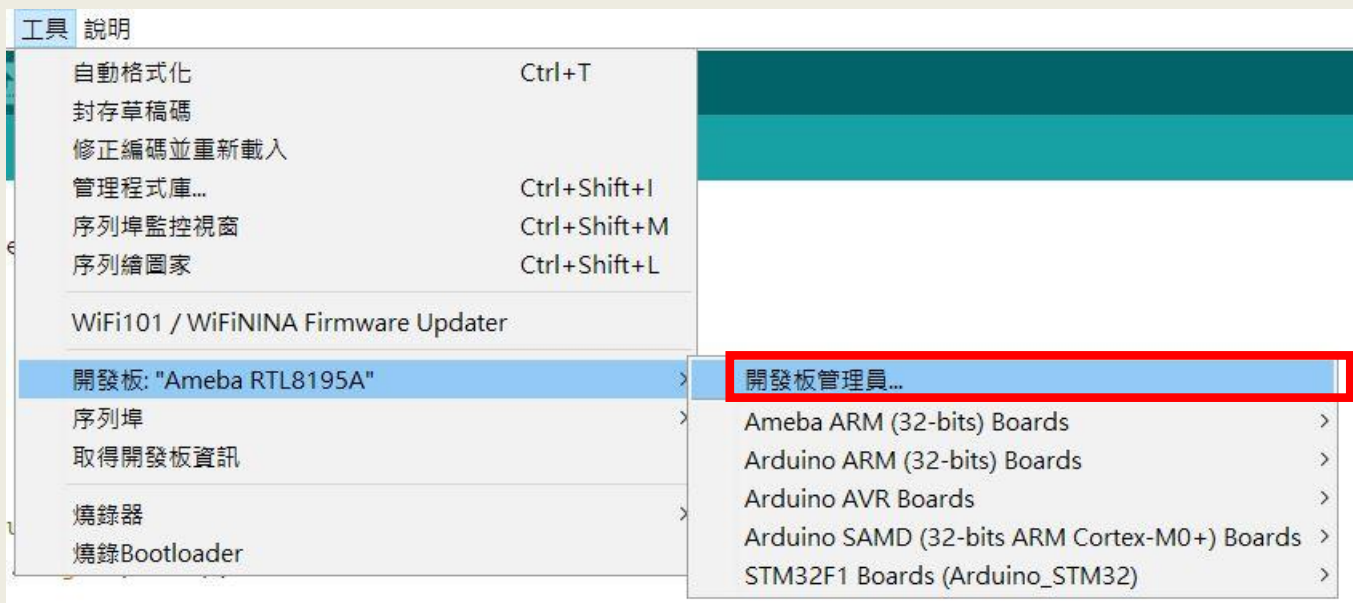 工具 說明
自動格式化 Ctrl+T
封存草稿碼
修正編碼並重新載入
管理程式庫... Ctrl+Shift+I
序列埠監控視窗 Ctrl+Shift+M
序列繪圖家 Ctrl+Shift+L
WiFi101 / WiFiNINA Firmware Updater
開發板: "Ameba RTL8195A"
序列埠
取得開發板資訊
燒錄器
燒錄Bootloader
開發板管理員...
Ameba ARM (32-bits) Boards
Arduino ARM (32-bits) Boards
Arduino AVR Boards
Arduino SAMD (32-bits ARM Cortex-M0+) Boards
STM32F1 Boards (Arduino_STM32)